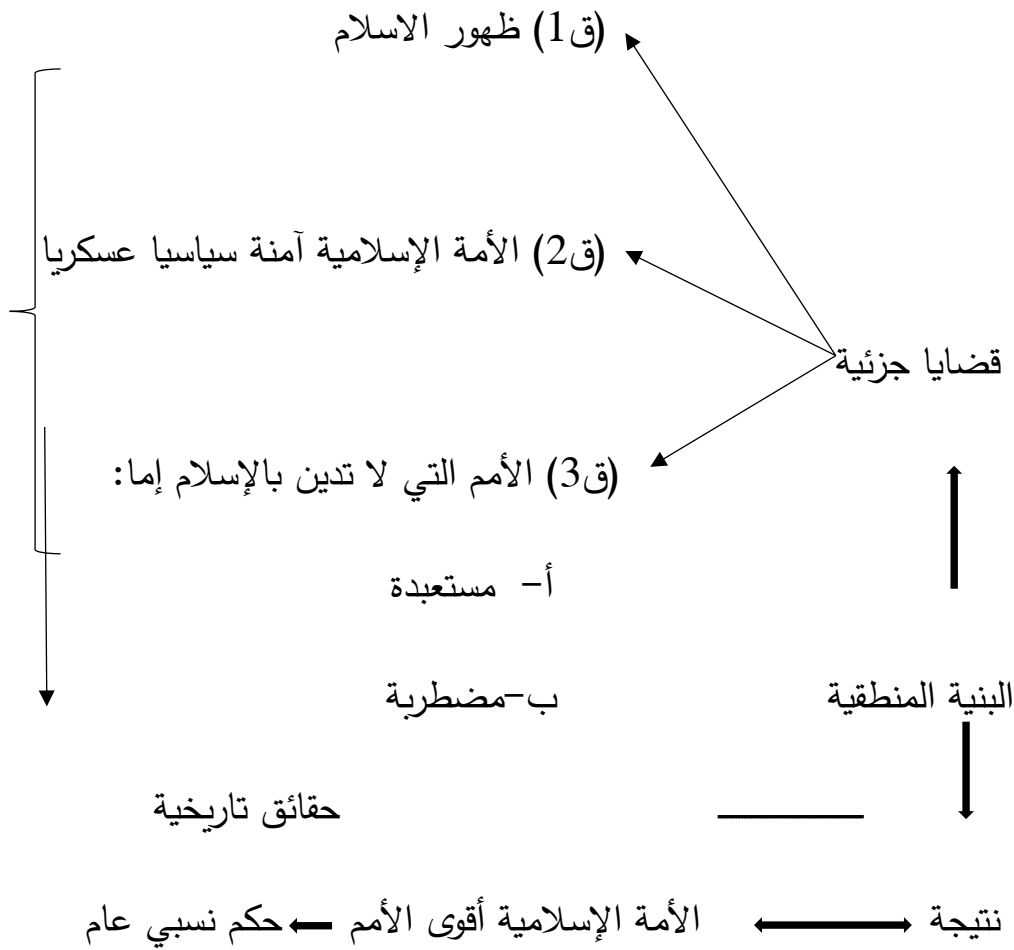 (ق1) ظهور الاسلام
(ق2) الأمة الإسلامية آمنة سياسيا عسكريا
قضايا جزئية
(ق3) الأمم التي لا تدين بالإسلام إما:
أ- مستعبدة
البنية المنطقية
ب-مضطربة
حقائق تاريخية
نتيجة
الأمة الإسلامية أقوى الأمم
حكم نسبي عام